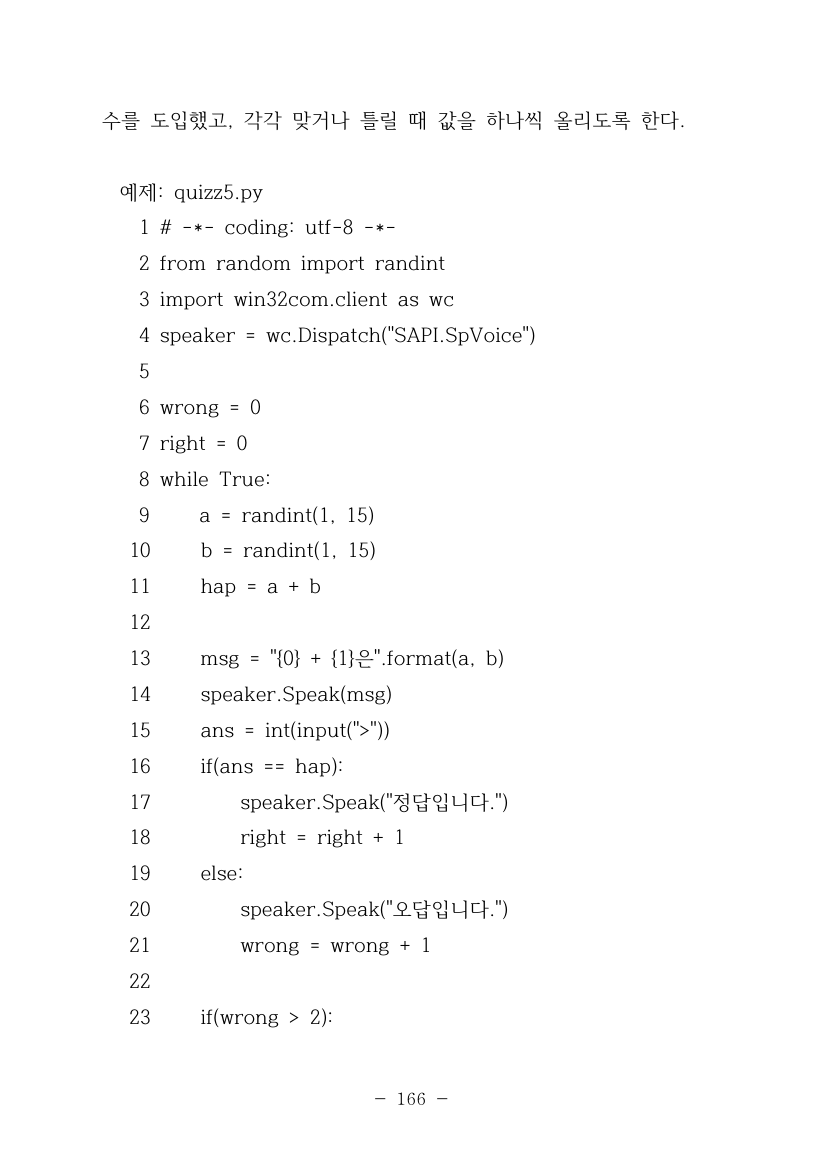 수를 도입했고, 각각 맞거나 틀릴 때 값을 하나씩 올리도록 한다.
예제: quizz5.py
1 # -*- coding: utf-8 -*-
2 from random import randint
3 import win32com.client as wc
4 speaker = wc.Dispatch("SAPI.SpVoice")
5
6 wrong = 0
7 right = 0
8 while True:
9     a = randint(1, 15)
10     b = randint(1, 15)
11     hap = a + b
12
13     msg = "{0} + {1}은".format(a, b)
14     speaker.Speak(msg)
15     ans = int(input(">"))
16     if(ans == hap):
17         speaker.Speak("정답입니다.")
18         right = right + 1
19     else:
20         speaker.Speak("오답입니다.")
21         wrong = wrong + 1
22
23     if(wrong > 2):
- 166 -